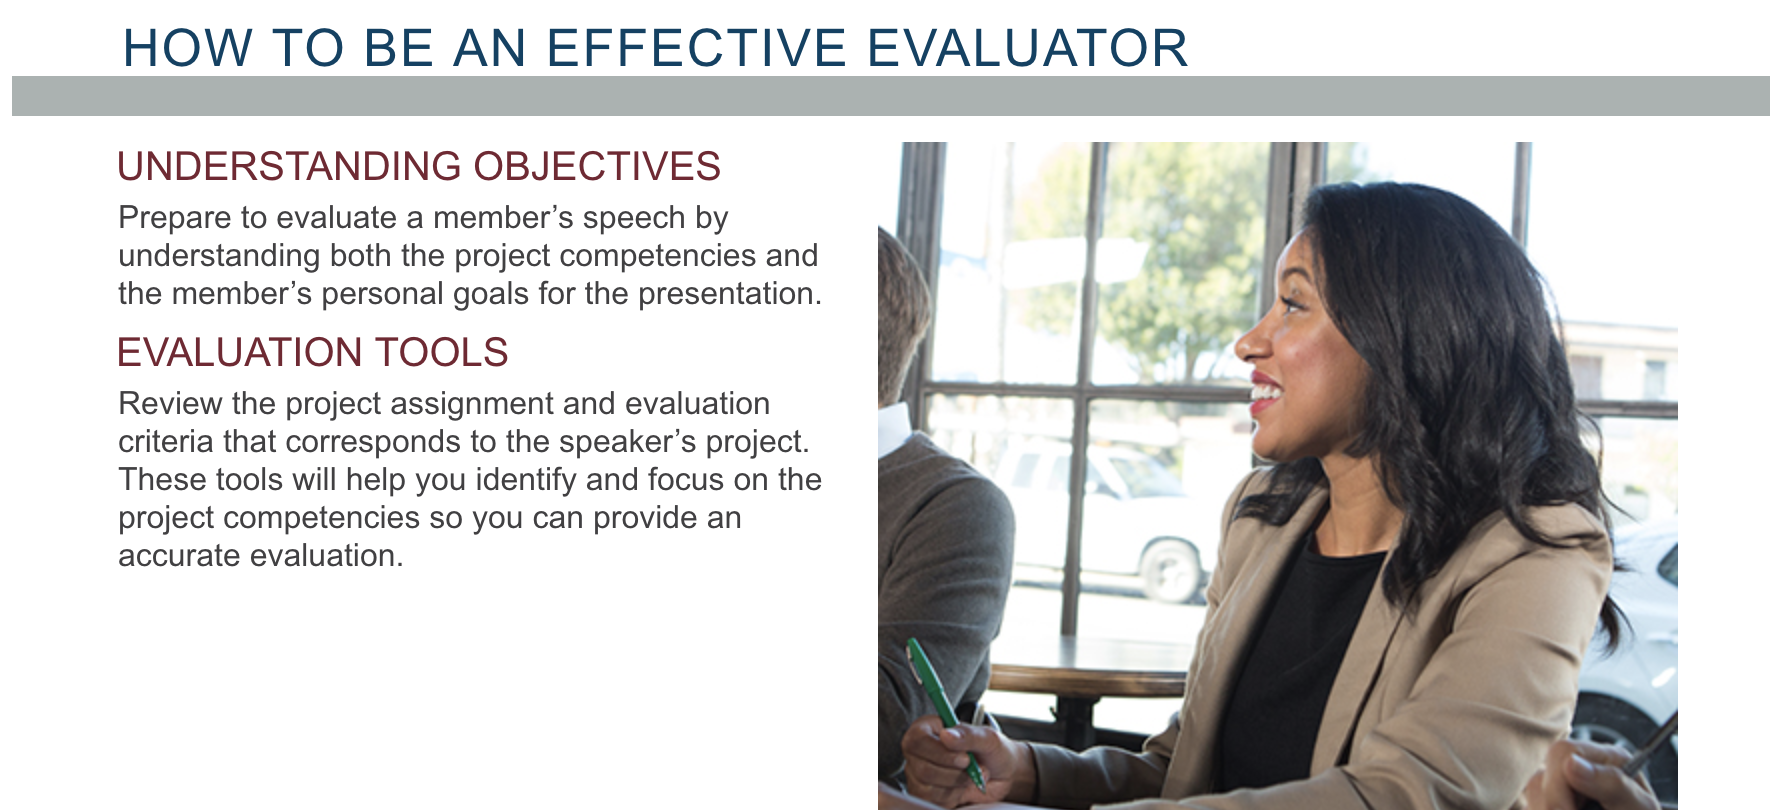 HOW TO BE AN EFFECTIVE EVALUATOR
UNDERSTANDING OBJECTIVES
Prepare to evaluate a member’s speech by
understanding both the project competencies and
the member’s personal goals for the presentation.
EVALUATION TOOLS
Review the project assignment and evaluation
criteria that corresponds to the speaker’s project.
These tools will help you identify and focus on the
project competencies so you can provide an
accurate evaluation.